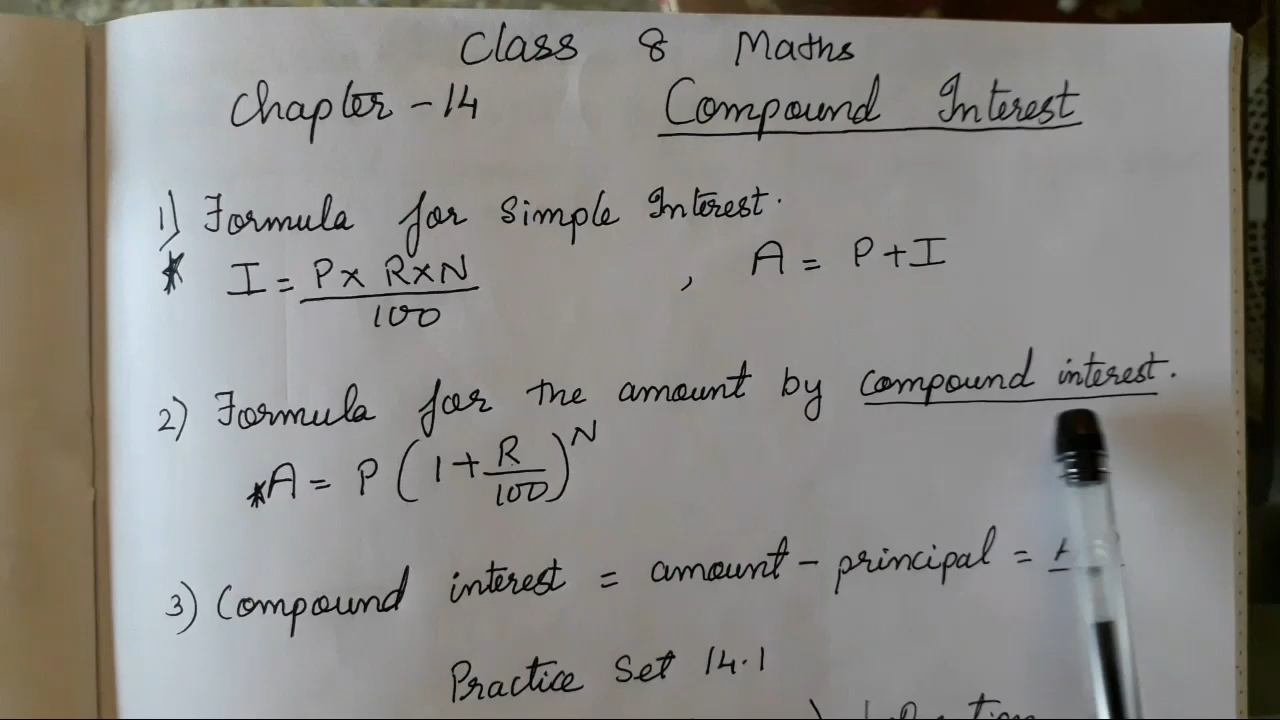 Class 8 Maths
Chapter - 14 Compound Interest
1) Formula for Simple Interest.
* I = P × R × N / 100 , A = P + I
2) Formula for the amount by compound interest.
* A = P (1 + R/100)^N
3) Compound interest = amount - principal =
Practice Set 14.1